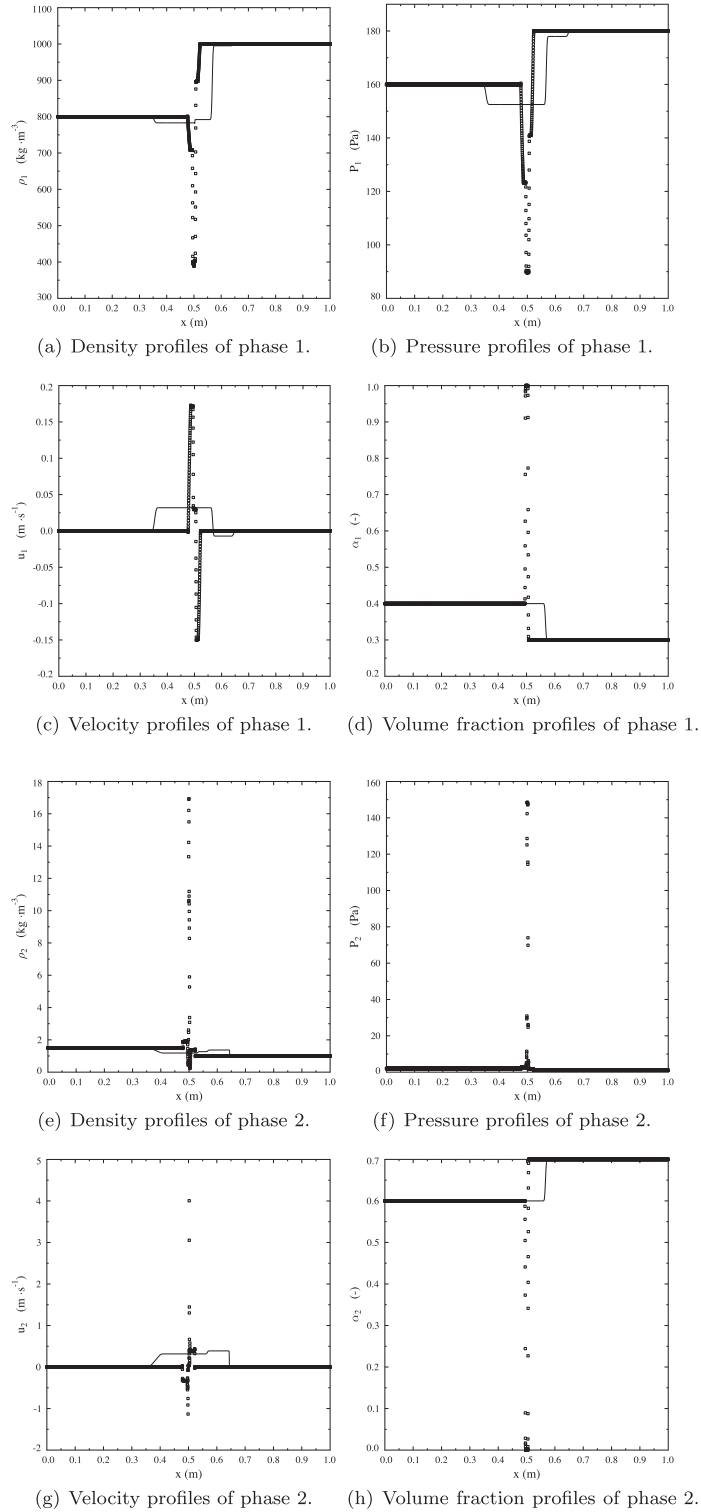 1100
1000
900
800
700
600
500
400
300
ρ1 (kg·m-3)
0.0 0.1 0.2 0.3 0.4 0.5 0.6 0.7 0.8 0.9 1.0
x (m)
(a) Density profiles of phase 1.
180
160
140
120
100
80
P1 (Pa)
0.0 0.1 0.2 0.3 0.4 0.5 0.6 0.7 0.8 0.9 1.0
x (m)
(b) Pressure profiles of phase 1.
0.2
0.15
0.1
0.05
0.0
-0.05
-0.1
-0.15
-0.2
u1 (m·s-1)
0.0 0.1 0.2 0.3 0.4 0.5 0.6 0.7 0.8 0.9 1.0
x (m)
(c) Velocity profiles of phase 1.
1.0
0.9
0.8
0.7
0.6
0.5
0.4
0.3
0.2
α1 (-)
0.0 0.1 0.2 0.3 0.4 0.5 0.6 0.7 0.8 0.9 1.0
x (m)
(d) Volume fraction profiles of phase 1.
18
16
14
12
10
8
6
4
2
0
ρ2 (kg·m-3)
0.0 0.1 0.2 0.3 0.4 0.5 0.6 0.7 0.8 0.9 1.0
x (m)
(e) Density profiles of phase 2.
160
140
120
100
80
60
40
20
0
P2 (Pa)
0.0 0.1 0.2 0.3 0.4 0.5 0.6 0.7 0.8 0.9 1.0
x (m)
(f) Pressure profiles of phase 2.
5
4
3
2
1
0
-1
-2
u2 (m·s-1)
0.0 0.1 0.2 0.3 0.4 0.5 0.6 0.7 0.8 0.9 1.0
x (m)
(g) Velocity profiles of phase 2.
0.7
0.6
0.5
0.4
0.3
0.2
0.1
0.0
α2 (-)
0.0 0.1 0.2 0.3 0.4 0.5 0.6 0.7 0.8 0.9 1.0
x (m)
(h) Volume fraction profiles of phase 2.